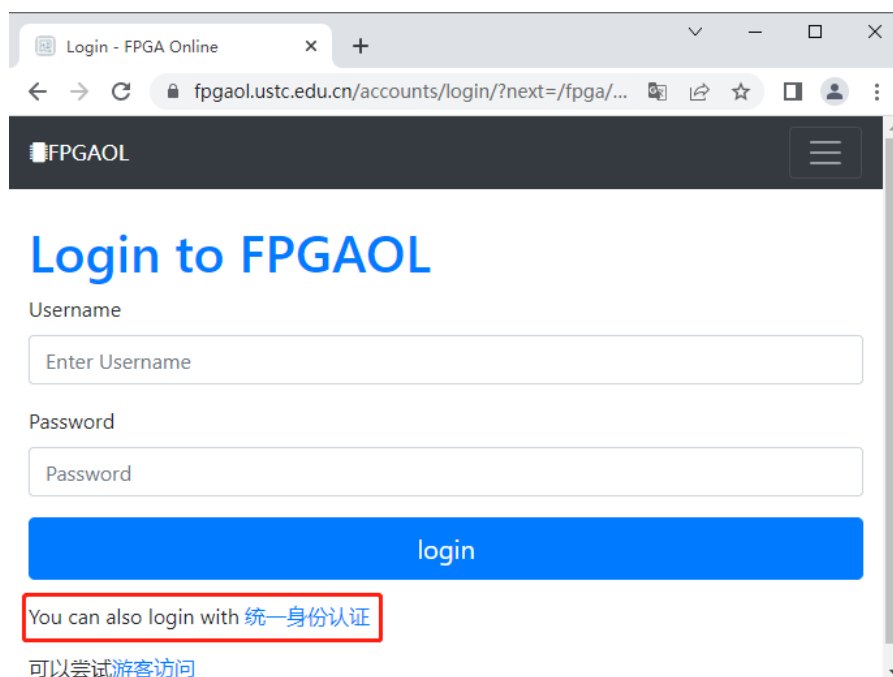 Login - FPGA Online
fpgaol.ustc.edu.cn/accounts/login/?next=/fpga/...
FPGAOL
Login to FPGAOL
Username
Enter Username
Password
Password
login
You can also login with 统一身份认证
可以尝试游客访问